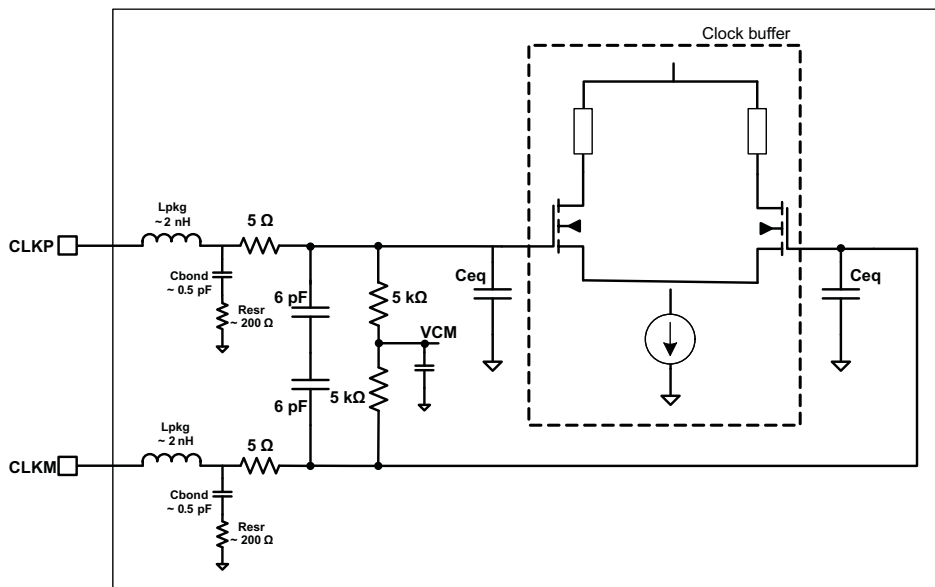 Clock buffer
Lpkg
~ 2 nH
5 Ω
CLKP
Cbond
~ 0.5 pF
Resr
~ 200 Ω
6 pF
5 kΩ
Ceq
Ceq
VCM
6 pF
5 kΩ
Lpkg
~ 2 nH
5 Ω
CLKM
Cbond
~ 0.5 pF
Resr
~ 200 Ω